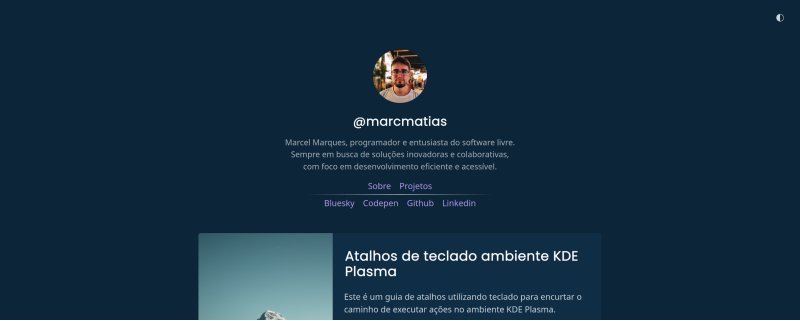 @marcmatias
Marcel Marques, programador e entusiasta do software livre.
Sempre em busca de soluções inovadoras e colaborativas,
com foco em desenvolvimento eficiente e acessível.
Sobre Projetos
Bluesky Codepen Github Linkedin
Atalhos de teclado ambiente KDE
Plasma
Este é um guia de atalhos utilizando teclado para encurtar o
caminho de executar ações no ambiente KDE Plasma.